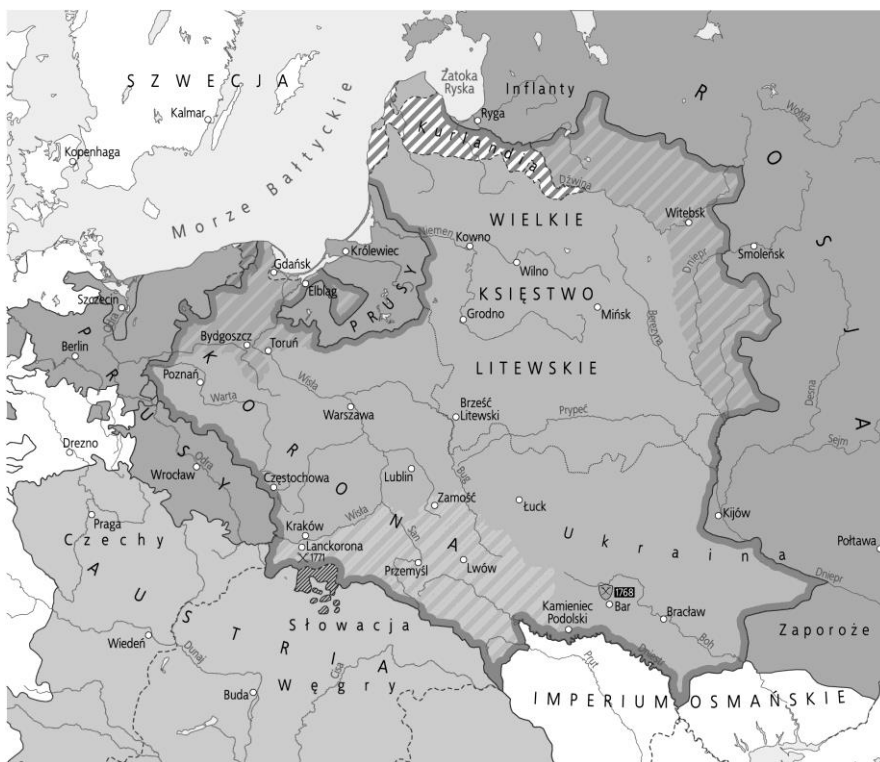 SZWECJA
Kalmar
Kopenhaga
Morze Bałtyckie
Zatoka
Ryska
Inflanty
Ryga
Kurlandia
Dźwina
Wołga
ROSJA
WIELKIE
KSIĘSTWO
LITEWSKIE
Witebsk
Smoleńsk
Dniepr
Niemen
Kowno
Wilno
Grodno
Mińsk
Berezyna
Królewiec
Gdańsk
Elbląg
PRUSY
Szczecin
Odra
Berlin
PRUSY
Bydgoszcz
Toruń
Poznań
Warta
Wisła
Warszawa
Brześć
Litewski
Prypeć
Desna
Sejm
KORONA
Drezno
Wrocław
Odra
Częstochowa
Lublin
Bug
Zamość
Łuck
Kijów
Połtawa
Praga
Czechy
Kraków
Wisła
Lanckorona
1771
San
Przemyśl
Lwów
Ukraina
Dniepr
1768
Bar
Bracław
Kamieniec
Podolski
Boh
Dniestr
Zaporoże
AUSTRIA
Wiedeń
Dunaj
Słowacja
Cisa
Węgry
Buda
Prut
IMPERIUM OSMAŃSKIE